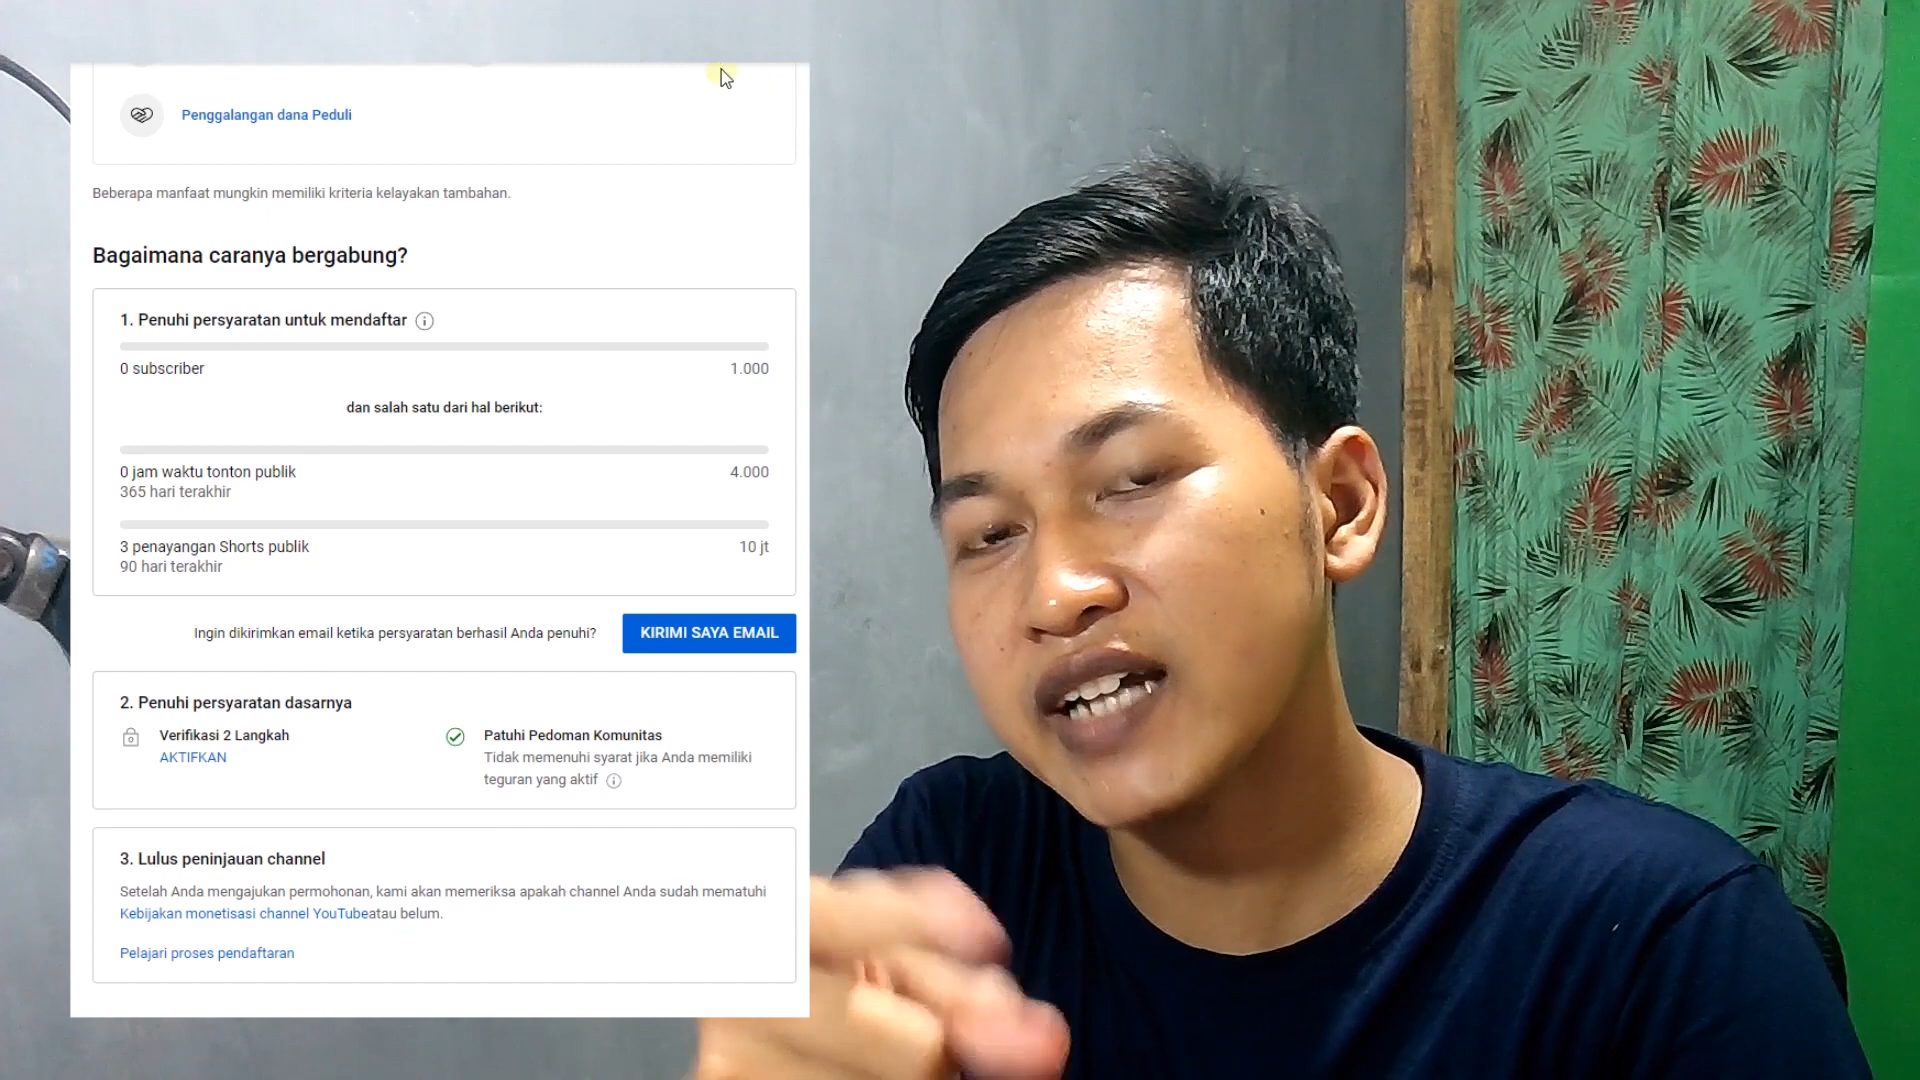 Penggalangan dana Peduli
Beberapa manfaat mungkin memiliki kriteria kelayakan tambahan.
Bagaimana caranya bergabung?
1. Penuhi persyaratan untuk mendaftar
0 subscriber 1.000
dan salah satu dari hal berikut:
0 jam waktu tonton publik 4.000
365 hari terakhir
3 penayangan Shorts publik 10 jt
90 hari terakhir
Ingin dikirimkan email ketika persyaratan berhasil Anda penuhi? KIRIMI SAYA EMAIL
2. Penuhi persyaratan dasarnya
Verifikasi 2 Langkah
AKTIFKAN
Patuhi Pedoman Komunitas
Tidak memenuhi syarat jika Anda memiliki
teguran yang aktif
3. Lulus peninjauan channel
Setelah Anda mengajukan permohonan, kami akan memeriksa apakah channel Anda sudah mematuhi
Kebijakan monetisasi channel YouTubeatau belum.
Pelajari proses pendaftaran